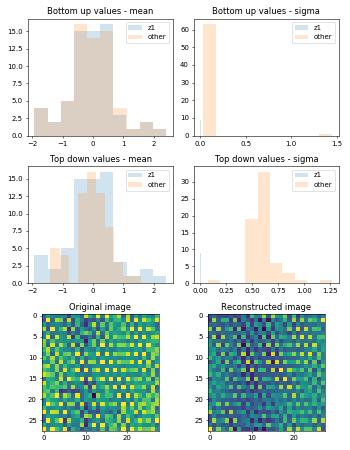 Bottom up values - mean
Bottom up values - sigma
15.0
12.5
10.0
7.5
5.0
2.5
0.0
−2 −1 0 1 2
z1
other
60
50
40
30
20
10
0
0.0 0.5 1.0 1.5
z1
other
Top down values - mean
Top down values - sigma
15.0
12.5
10.0
7.5
5.0
2.5
0.0
−2 −1 0 1 2
z1
other
30
25
20
15
10
5
0
0.00 0.25 0.50 0.75 1.00 1.25
z1
other
Original image
Reconstructed image
0
5
10
15
20
25
0 10 20
0
5
10
15
20
25
0 10 20